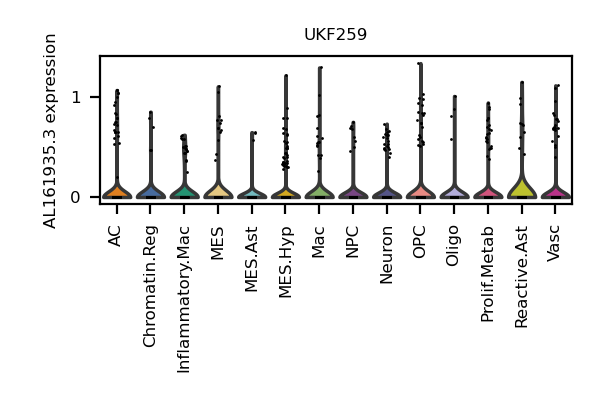 UKF259
AL161935.3 expression
1
0
AC
Chromatin.Reg
Inflammatory.Mac
MES
MES.Ast
MES.Hyp
Mac
NPC
Neuron
OPC
Oligo
Prolif.Metab
Reactive.Ast
Vasc